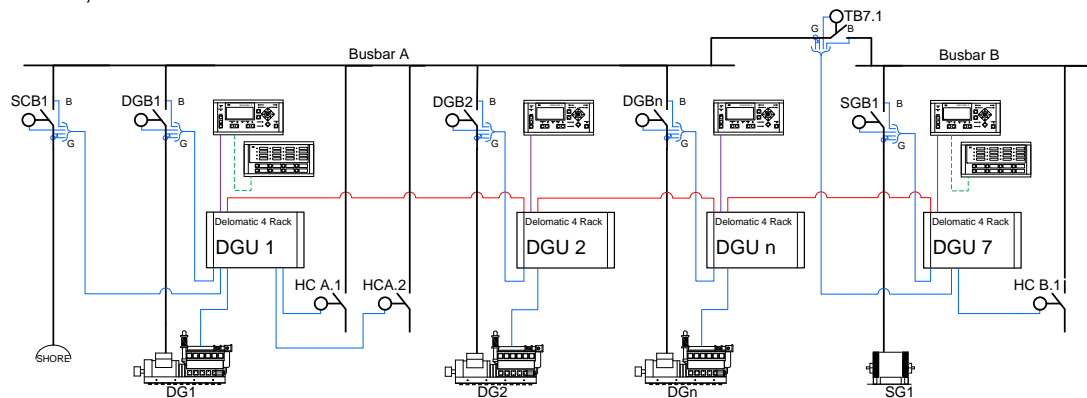 TB7.1
G
B
Busbar A
Busbar B
SCB1
B
G
DGB1
B
G
DGB2
B
G
DGBn
B
G
SGB1
B
G
Delomatic 4 Rack
DGU 1
Delomatic 4 Rack
DGU 2
Delomatic 4 Rack
DGU n
Delomatic 4 Rack
DGU 7
HC A.1
HCA.2
HC B.1
SHORE
DG1
DG2
DGn
SG1